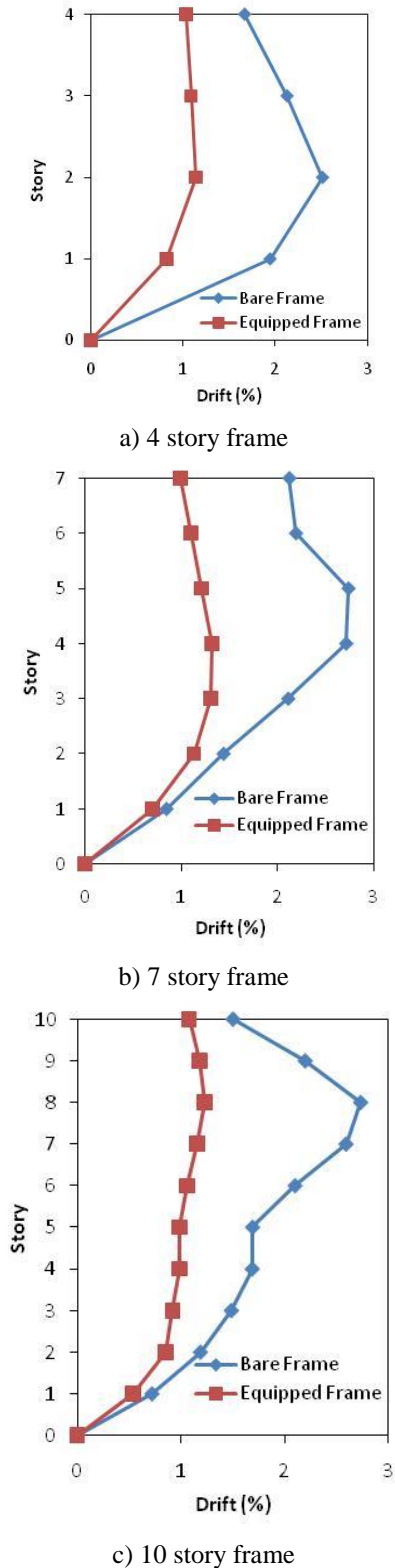 4
3
2
1
0
Story
Bare Frame
Equipped Frame
0 1 2 3
Drift (%)
a) 4 story frame
7
6
5
4
3
2
1
0
Story
Bare Frame
Equipped Frame
0 1 2 3
Drift (%)
b) 7 story frame
10
9
8
7
6
5
4
3
2
1
0
Story
Bare Frame
Equipped Frame
0 1 2 3
Drift (%)
c) 10 story frame